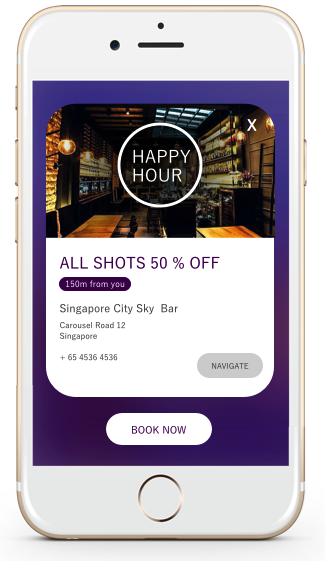 X
HAPPY
HOUR
ALL SHOTS 50 % OFF
150m from you
Singapore City Sky Bar
Carousel Road 12
Singapore
+ 65 4536 4536
NAVIGATE
BOOK NOW